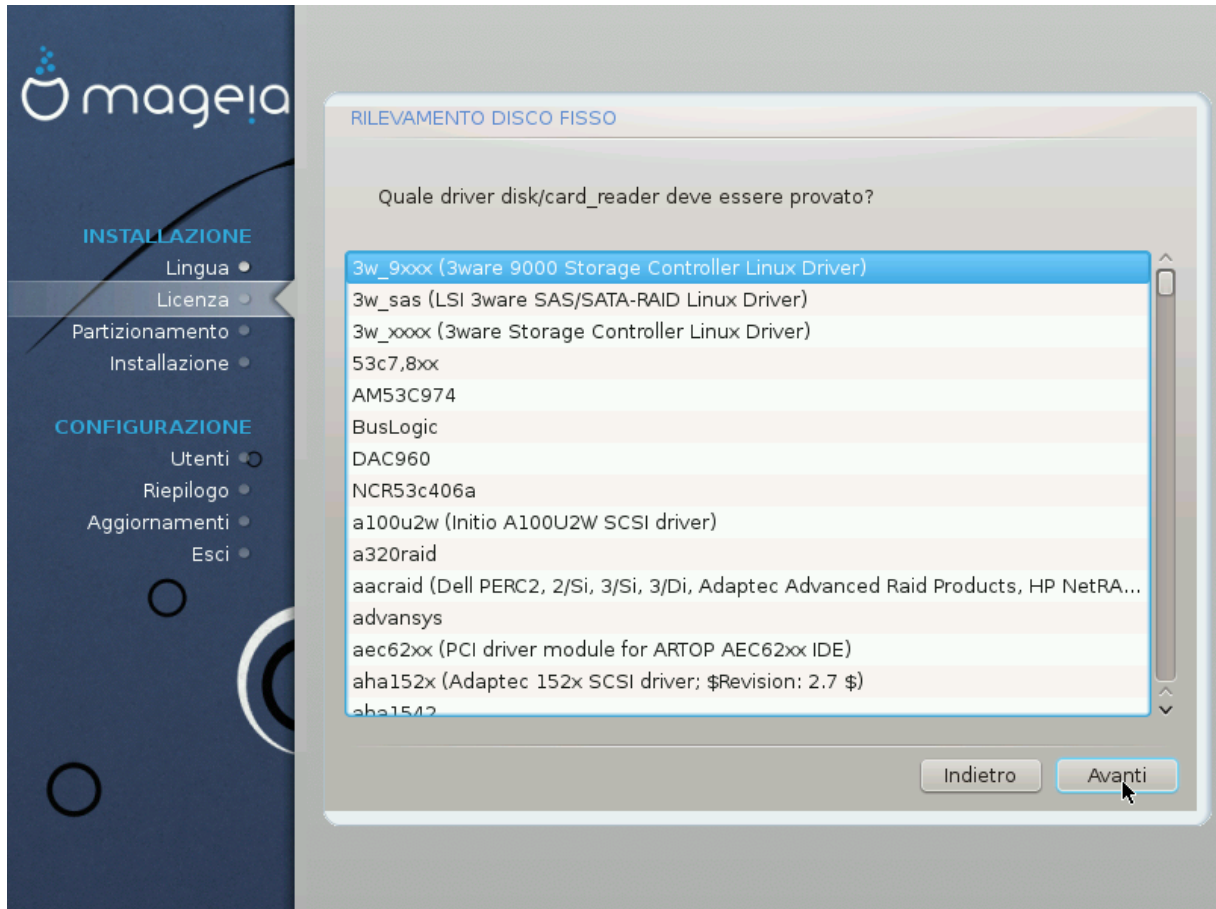 mageia
INSTALLAZIONE
Lingua
Licenza
Partizionamento
Installazione
CONFIGURAZIONE
Utenti
Riepilogo
Aggiornamenti
Esci
RILEVAMENTO DISCO FISSO
Quale driver disk/card_reader deve essere provato?
3w_9xxx (3ware 9000 Storage Controller Linux Driver)
3w_sas (LSI 3ware SAS/SATA-RAID Linux Driver)
3w_xxxx (3ware Storage Controller Linux Driver)
53c7,8xx
AM53C974
BusLogic
DAC960
NCR53c406a
a100u2w (Initio A100U2W SCSI driver)
a320raid
aacraid (Dell PERC2, 2/Si, 3/Si, 3/Di, Adaptec Advanced Raid Products, HP NetRA...
advansys
aec62xx (PCI driver module for ARTOP AEC62xx IDE)
aha152x (Adaptec 152x SCSI driver; $Revision: 2.7 $)
aha1542
Indietro
Avanti